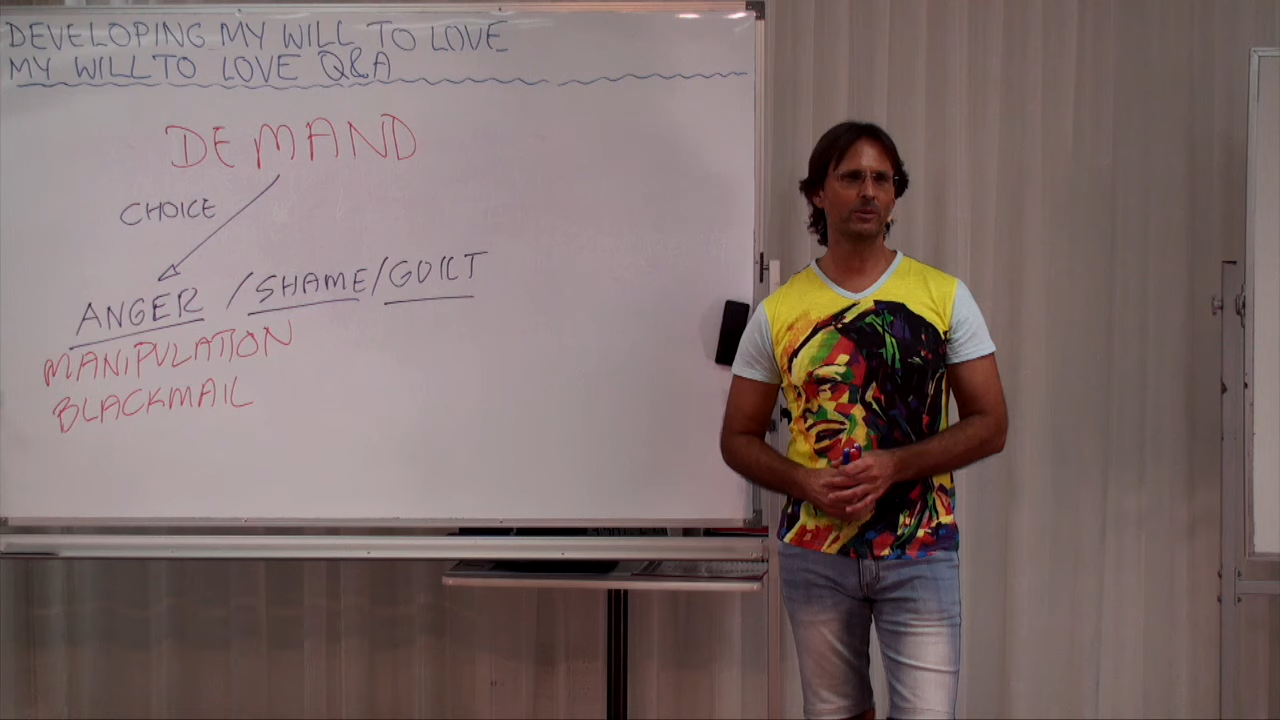 DEVELOPING MY WILL TO LOVE
MY WILL TO LOVE Q&A
DEMAND
CHOICE
ANGER / SHAME / GUILT
MANIPULATION
BLACKMAIL